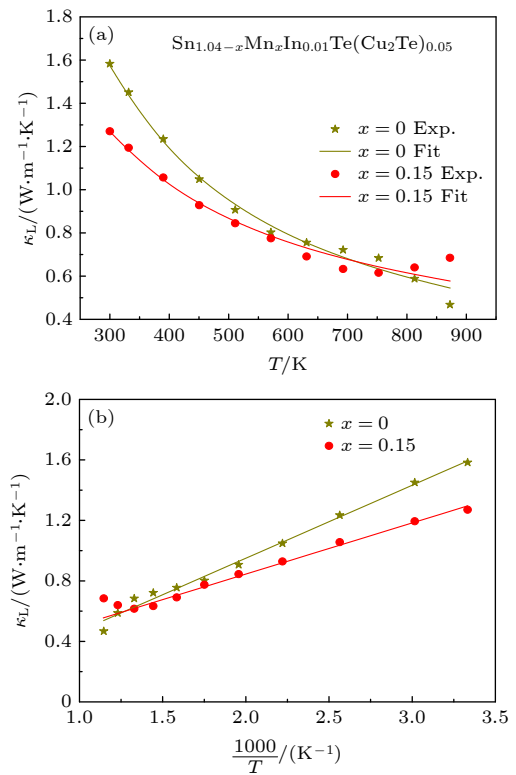 (a)
Sn1.04−xMnxIn0.01Te(Cu2Te)0.05
x = 0 Exp.
x = 0 Fit
x = 0.15 Exp.
x = 0.15 Fit
κL/(W·m−1·K−1)
1.8
1.6
1.4
1.2
1.0
0.8
0.6
0.4
300 400 500 600 700 800 900
T/K
(b)
x = 0
x = 0.15
κL/(W·m−1·K−1)
2.0
1.6
1.2
0.8
0.4
0
1.0 1.5 2.0 2.5 3.0 3.5
1000
T
/(K−1)